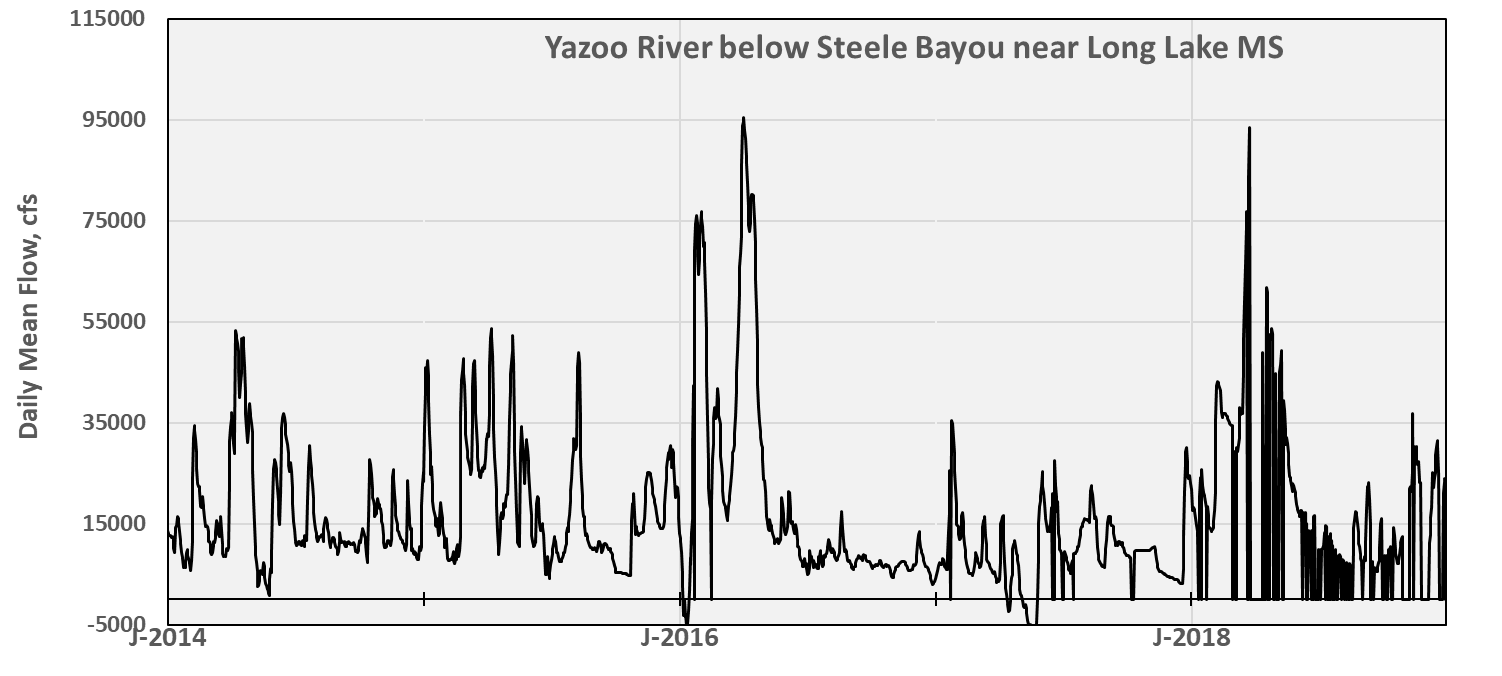 Yazoo River below Steele Bayou near Long Lake MS
Daily Mean Flow, cfs
115000
95000
75000
55000
35000
15000
-5000
J-2014
J-2016
J-2018